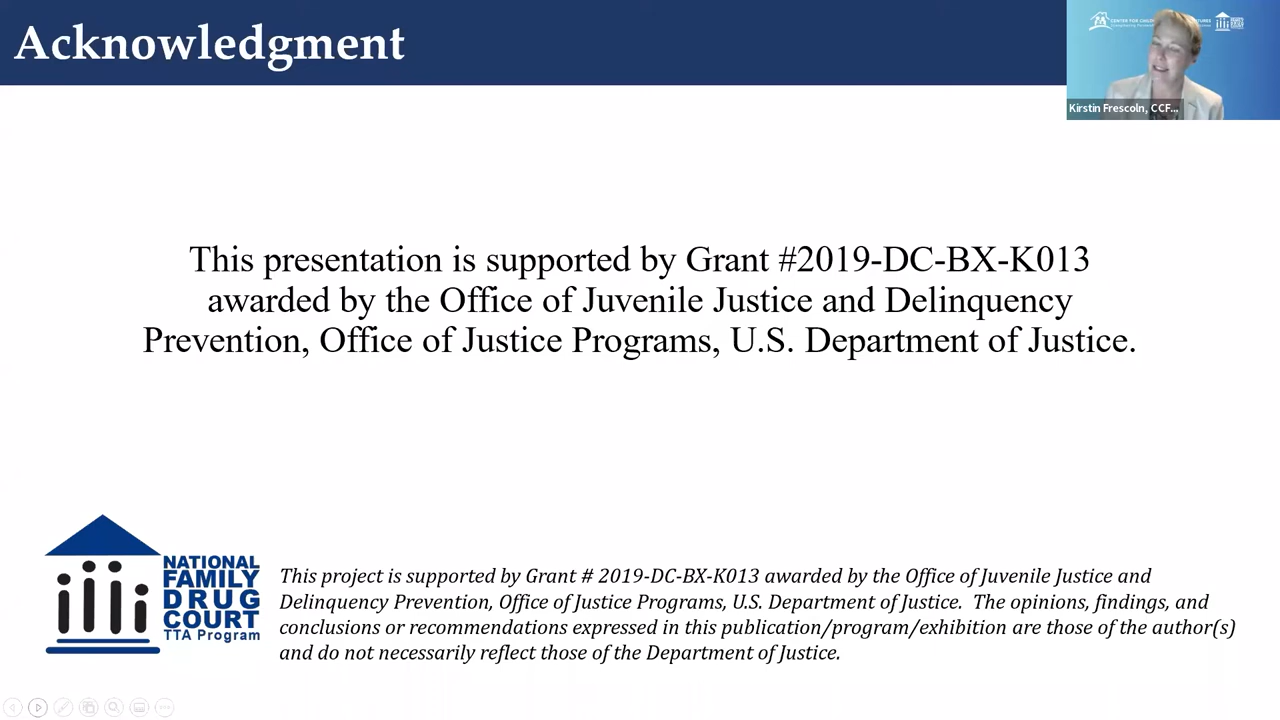 Acknowledgment
Kirstin Frescoln, CCF...
This presentation is supported by Grant #2019-DC-BX-K013
awarded by the Office of Juvenile Justice and Delinquency
Prevention, Office of Justice Programs, U.S. Department of Justice.
NATIONAL
FAMILY
DRUG
COURT
TTA Program
This project is supported by Grant # 2019-DC-BX-K013 awarded by the Office of Juvenile Justice and
Delinquency Prevention, Office of Justice Programs, U.S. Department of Justice.  The opinions, findings, and
conclusions or recommendations expressed in this publication/program/exhibition are those of the author(s)
and do not necessarily reflect those of the Department of Justice.